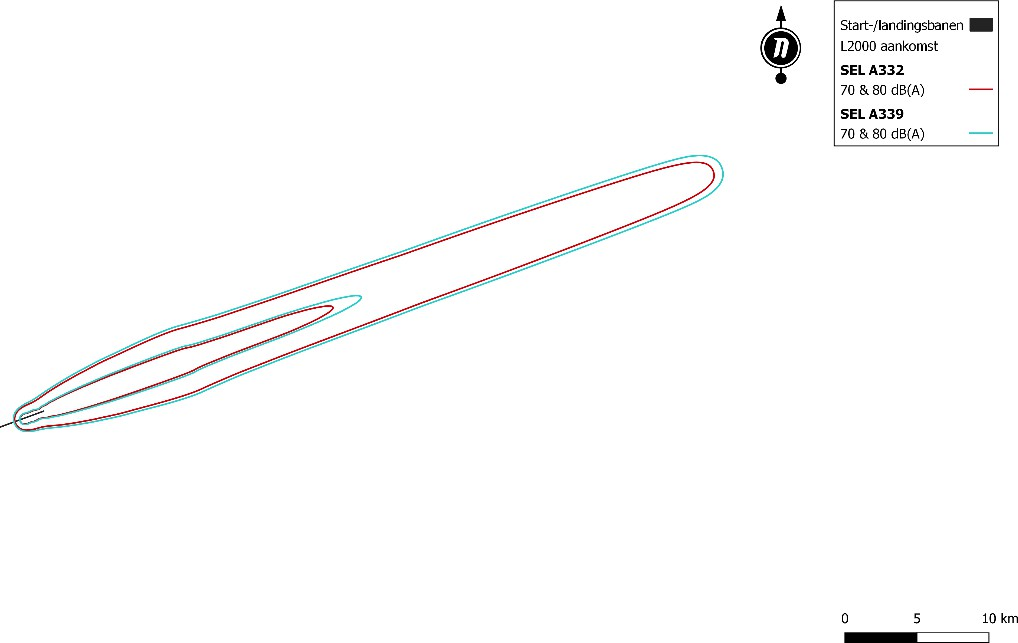 n
Start-/landingsbanen
L2000 aankomst
SEL A332
70 & 80 dB(A)
SEL A339
70 & 80 dB(A)
0 5 10 km